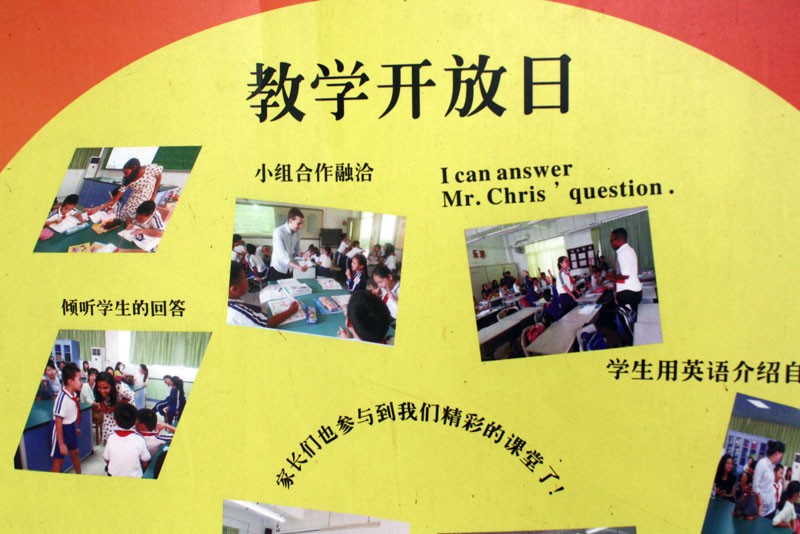 教学开放日
小组合作融洽
I can answer
Mr. Chris ’ question .
倾听学生的回答
学生用英语介绍自
家长们也参与到我们精彩的课堂了!